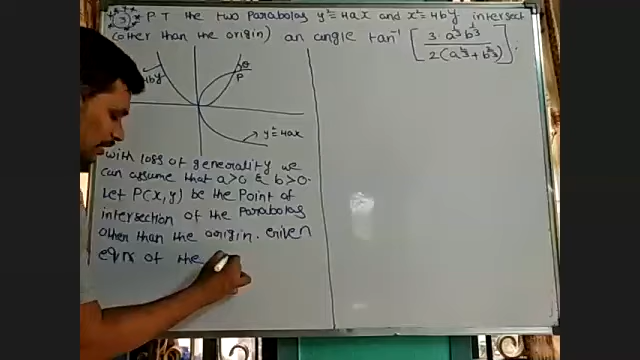 3 P.T the two Parabolas y²=4ax and x²=4by intersect
(other than the origin) an angle tan⁻¹ [3·a^⅓ b^⅓ / 2(a^⅔+b^⅔)].
4by
θ
P
y²=4ax
with loss of generality we
can assume that a>0 & b>0.
Let P(x,y) be the Point of
intersection of the Parabolas
other than the origin. Given
eqns of the